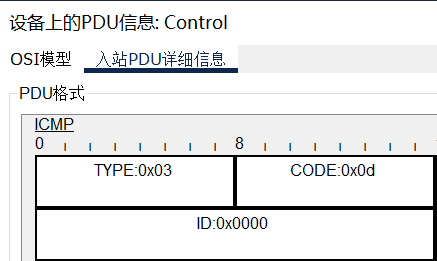 设备上的PDU信息: Control
OSI模型 入站PDU详细信息
PDU格式
ICMP
0 8
TYPE:0x03 CODE:0x0d
ID:0x0000